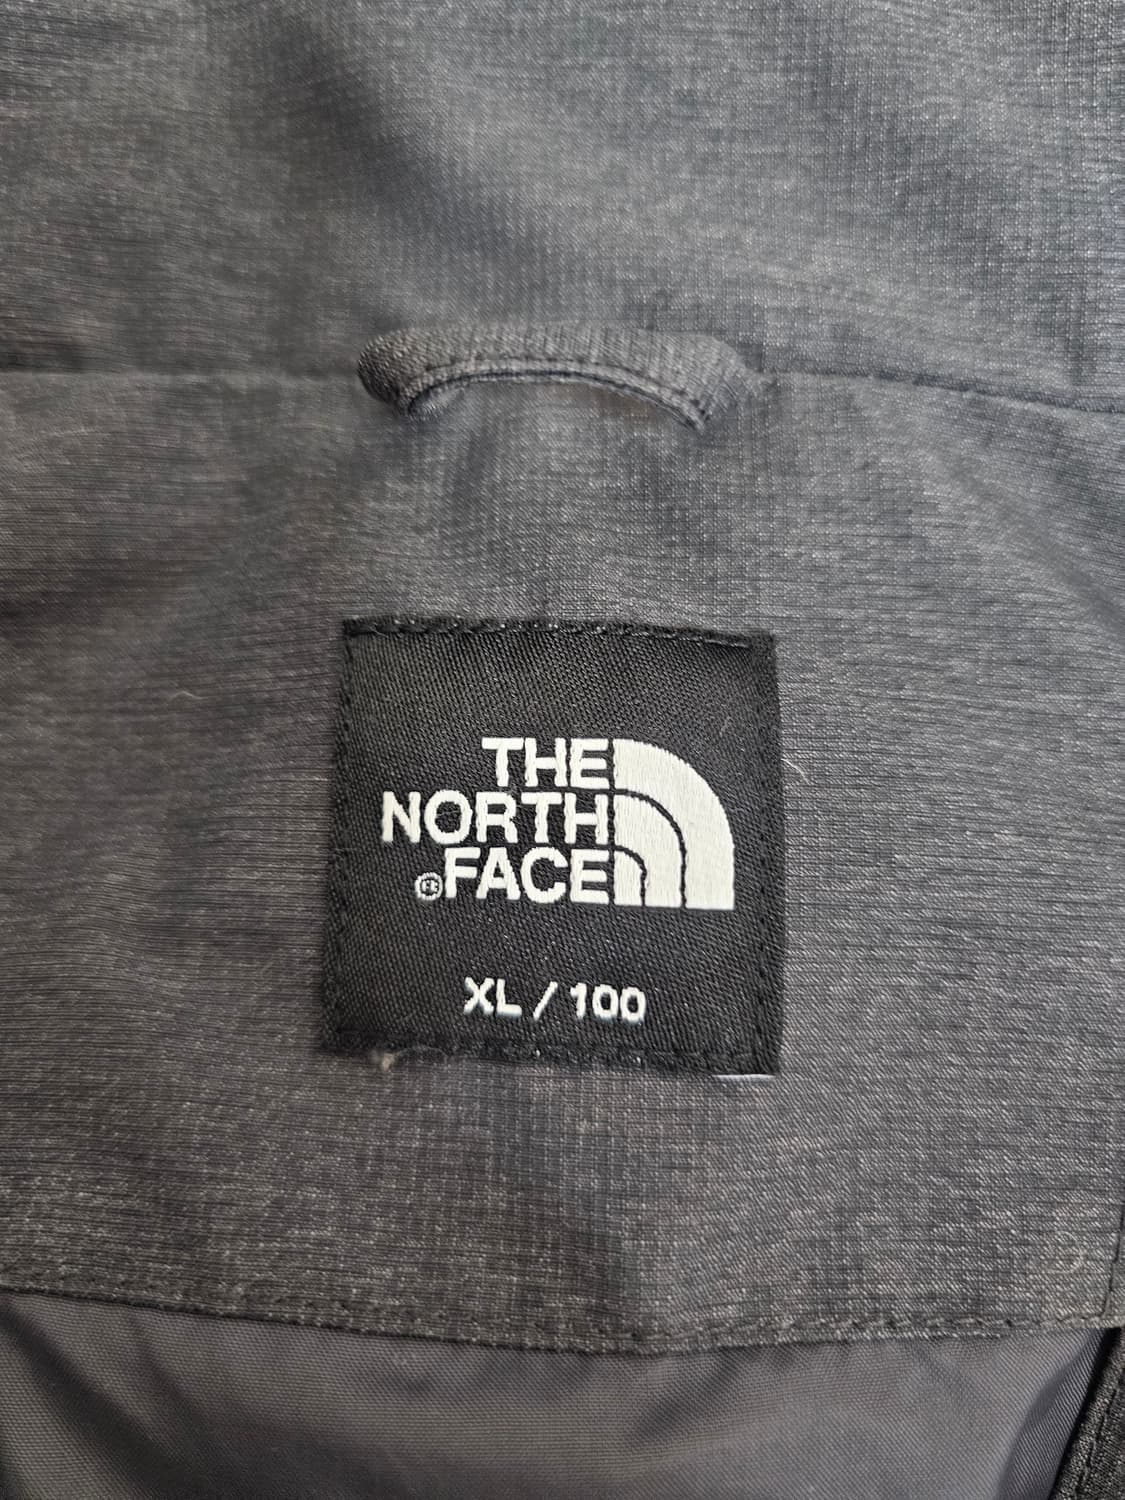 THE
NORTH
®FACE
XL / 100